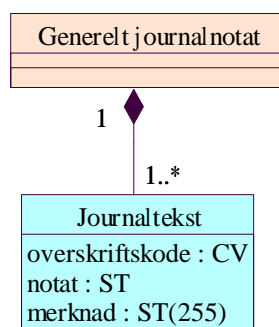 Generelt journalnotat
1
1..*
Journaltekst
overskriftskode : CV
notat : ST
merknad : ST(255)